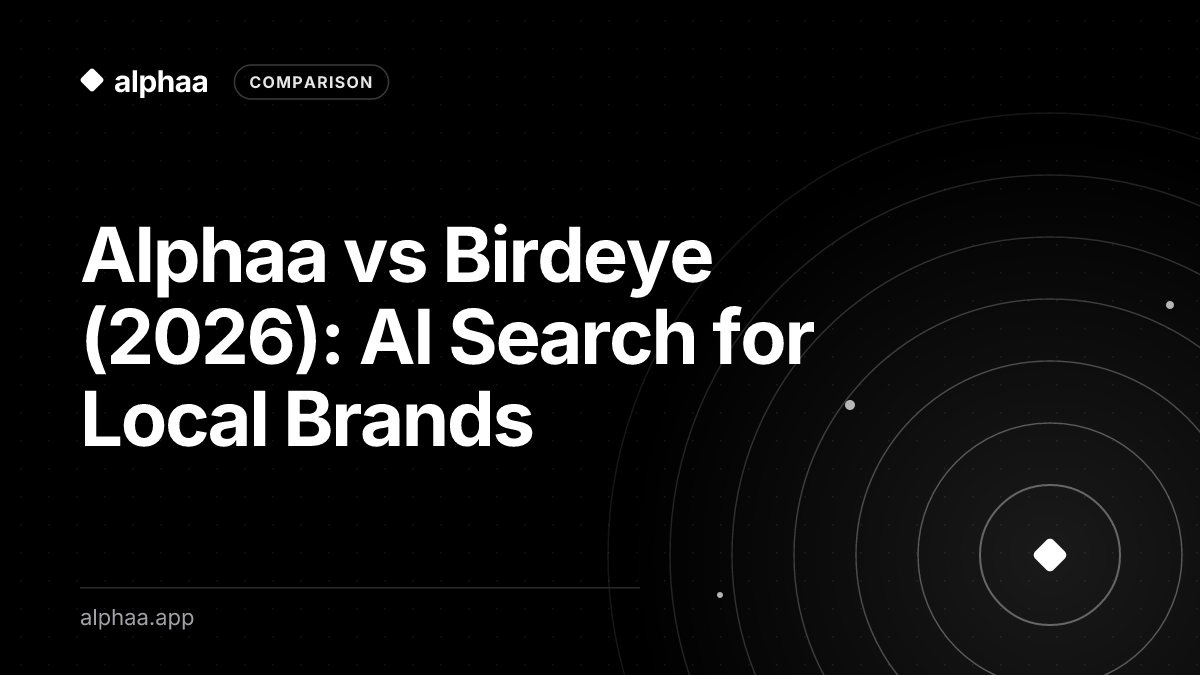 alphaa
COMPARISON
Alphaa vs Birdeye
(2026): AI Search for
Local Brands
alphaa.app